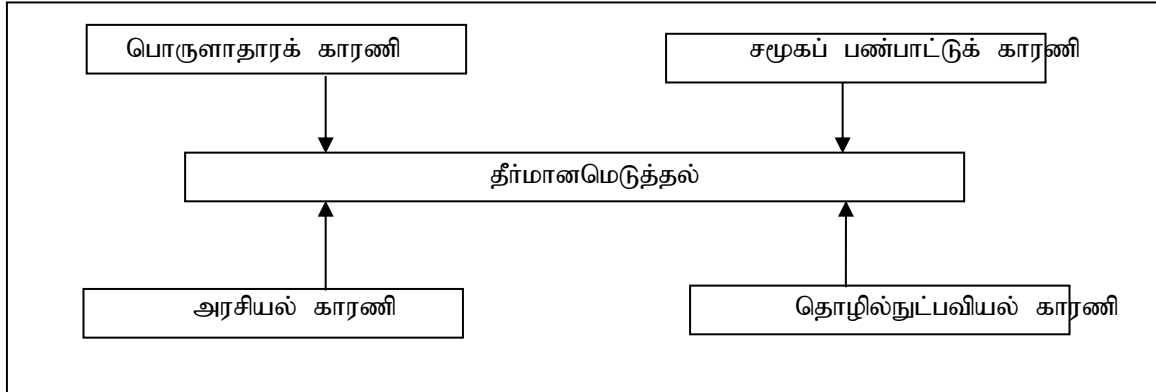 பொருளாதாரக் காரணி
சமூகப் பண்பாட்டுக் காரணி
தீர்மானமெடுத்தல்
அரசியல் காரணி
தொழில்நுட்பவியல் காரணி